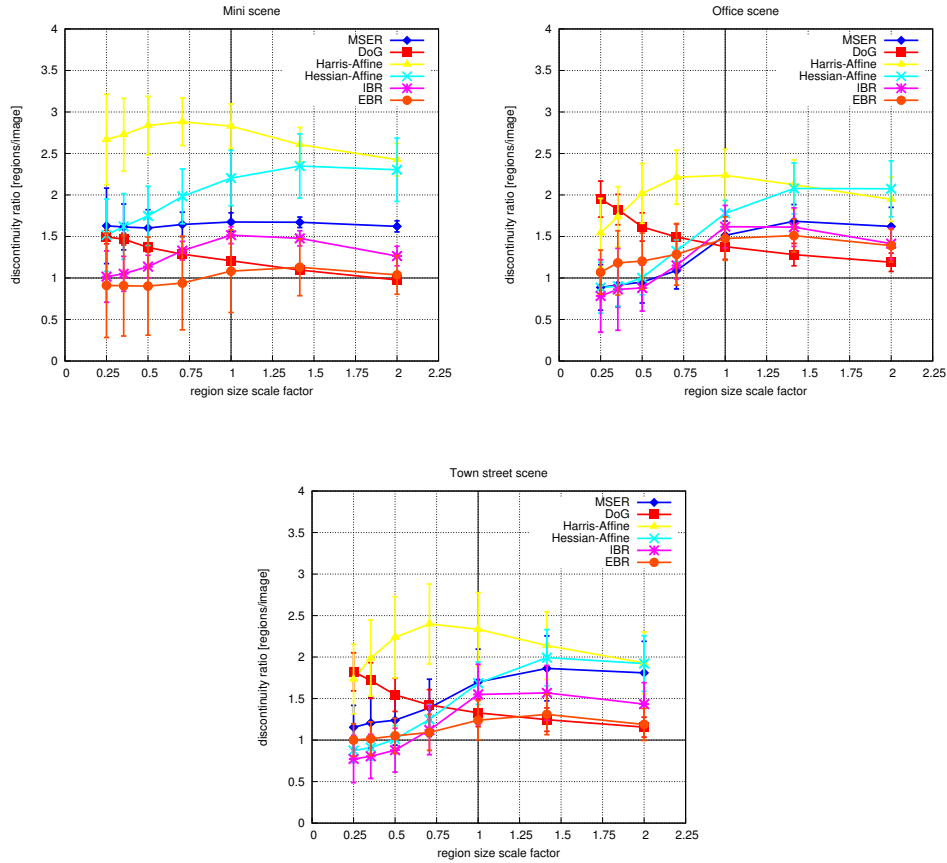 Mini scene
discontinuity ratio [regions/image]
4
3.5
3
2.5
2
1.5
1
0.5
0
MSER
DoG
Harris-Affine
Hessian-Affine
IBR
EBR
0 0.25 0.5 0.75 1 1.25 1.5 1.75 2 2.25
region size scale factor
Office scene
discontinuity ratio [regions/image]
4
3.5
3
2.5
2
1.5
1
0.5
0
MSER
DoG
Harris-Affine
Hessian-Affine
IBR
EBR
0 0.25 0.5 0.75 1 1.25 1.5 1.75 2 2.25
region size scale factor
Town street scene
discontinuity ratio [regions/image]
4
3.5
3
2.5
2
1.5
1
0.5
0
MSER
DoG
Harris-Affine
Hessian-Affine
IBR
EBR
0 0.25 0.5 0.75 1 1.25 1.5 1.75 2 2.25
region size scale factor